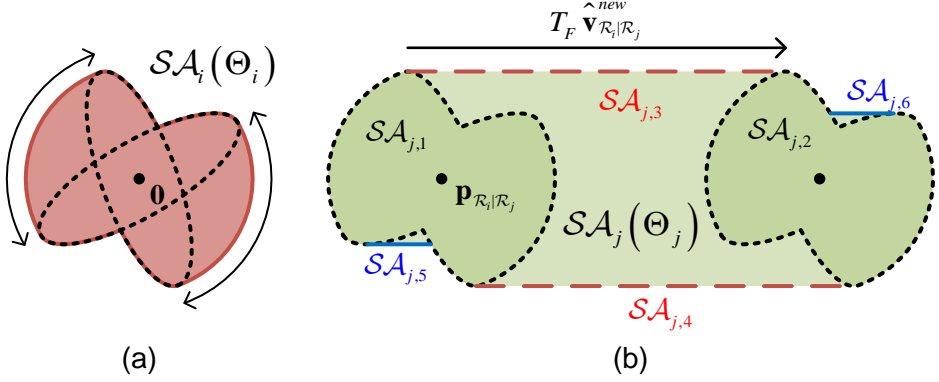 𝒮𝒜_i(Θ_i)
0
(a)
T_F v̂^{new}_{ℛ_i|ℛ_j}
𝒮𝒜_{j,3}
𝒮𝒜_{j,6}
𝒮𝒜_{j,1}
𝒮𝒜_{j,2}
p_{ℛ_i|ℛ_j}
𝒮𝒜_j(Θ_j)
𝒮𝒜_{j,5}
𝒮𝒜_{j,4}
(b)